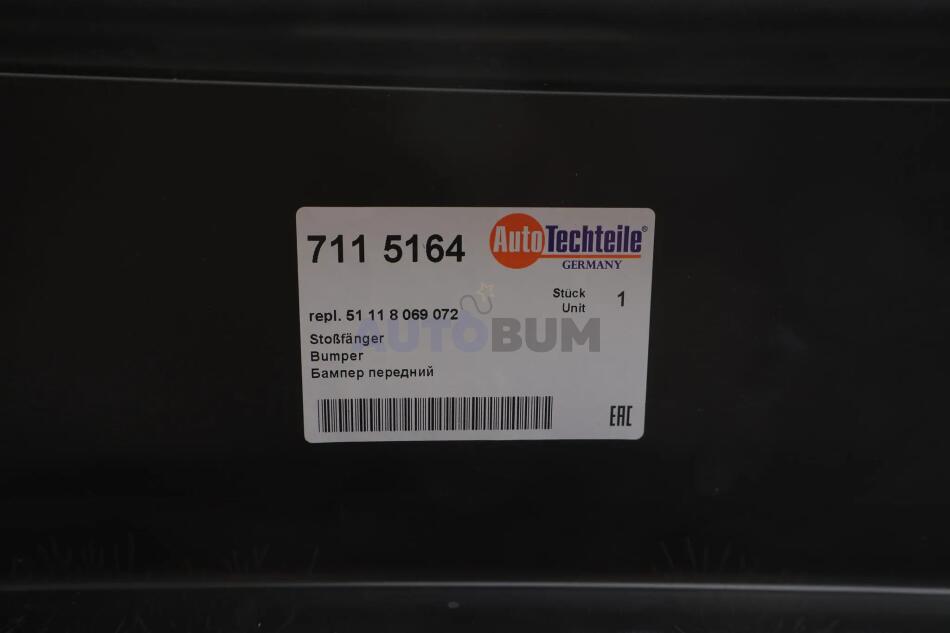 711 5164
AutoTechteile®
GERMANY
Stück 1
Unit
repl. 51 11 8 069 072
AUTOBUM
Stoßfänger
Bumper
Бампер передний
EAC